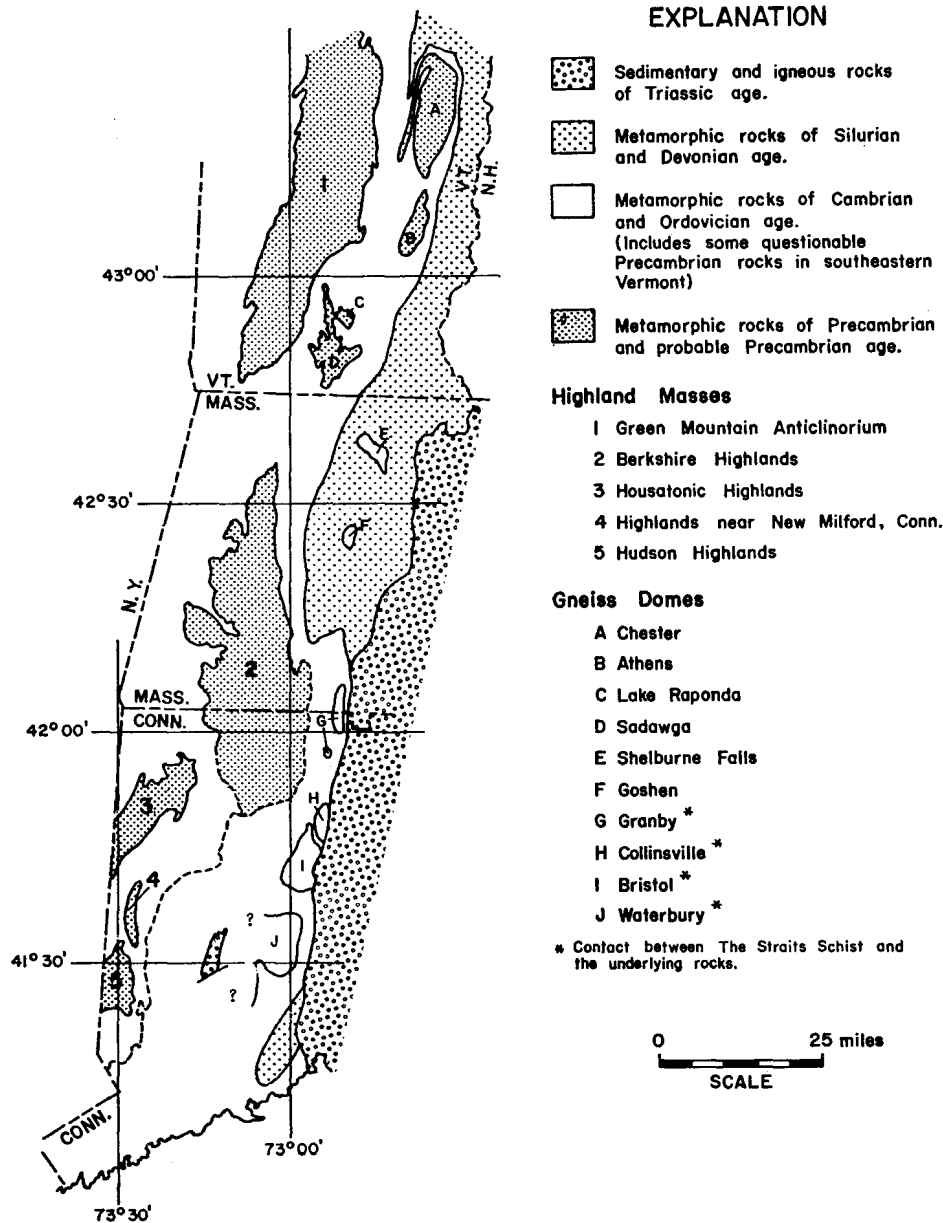 EXPLANATION
Sedimentary and igneous rocks
of Triassic age.
Metamorphic rocks of Silurian
and Devonian age.
Metamorphic rocks of Cambrian
and Ordovician age.
(Includes some questionable
Precambrian rocks in southeastern
Vermont)
Metamorphic rocks of Precambrian
and probable Precambrian age.
Highland Masses
1 Green Mountain Anticlinorium
2 Berkshire Highlands
3 Housatonic Highlands
4 Highlands near New Milford, Conn.
5 Hudson Highlands
Gneiss Domes
A Chester
B Athens
C Lake Raponda
D Sadawga
E Shelburne Falls
F Goshen
G Granby *
H Collinsville *
I Bristol *
J Waterbury *
* Contact between The Straits Schist and
the underlying rocks.
0 25 miles
SCALE
A
1
VT.
N.H.
B
43°00'
C
D
VT.
MASS.
E
42°30'
F
N.Y.
2
MASS.
CONN.
G
42°00'
3
H
I
4
?
J
41°30'
5
?
CONN.
73°00'
73°30'